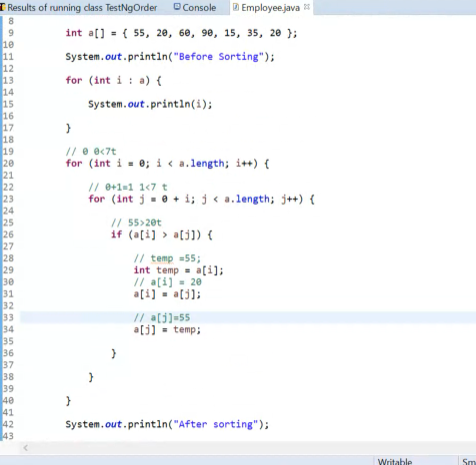 Results of running class TestNgOrder Console Employee.java
8
9 int a[] = { 55, 20, 60, 90, 15, 35, 20 };
10
11 System.out.println("Before Sorting");
12
13 for (int i : a) {
14
15 System.out.println(i);
16
17 }
18
19 // 0 0<7t
20 for (int i = 0; i < a.length; i++) {
21
22 // 0+1=1 1<7 t
23 for (int j = 0 + i; j < a.length; j++) {
24
25 // 55>20t
26 if (a[i] > a[j]) {
27
28 // temp =55;
29 int temp = a[i];
30 // a[i] = 20
31 a[i] = a[j];
32
33 // a[j]=55
34 a[j] = temp;
35
36 }
37
38 }
39
40 }
41
42 System.out.println("After sorting");
43
Writable Sm